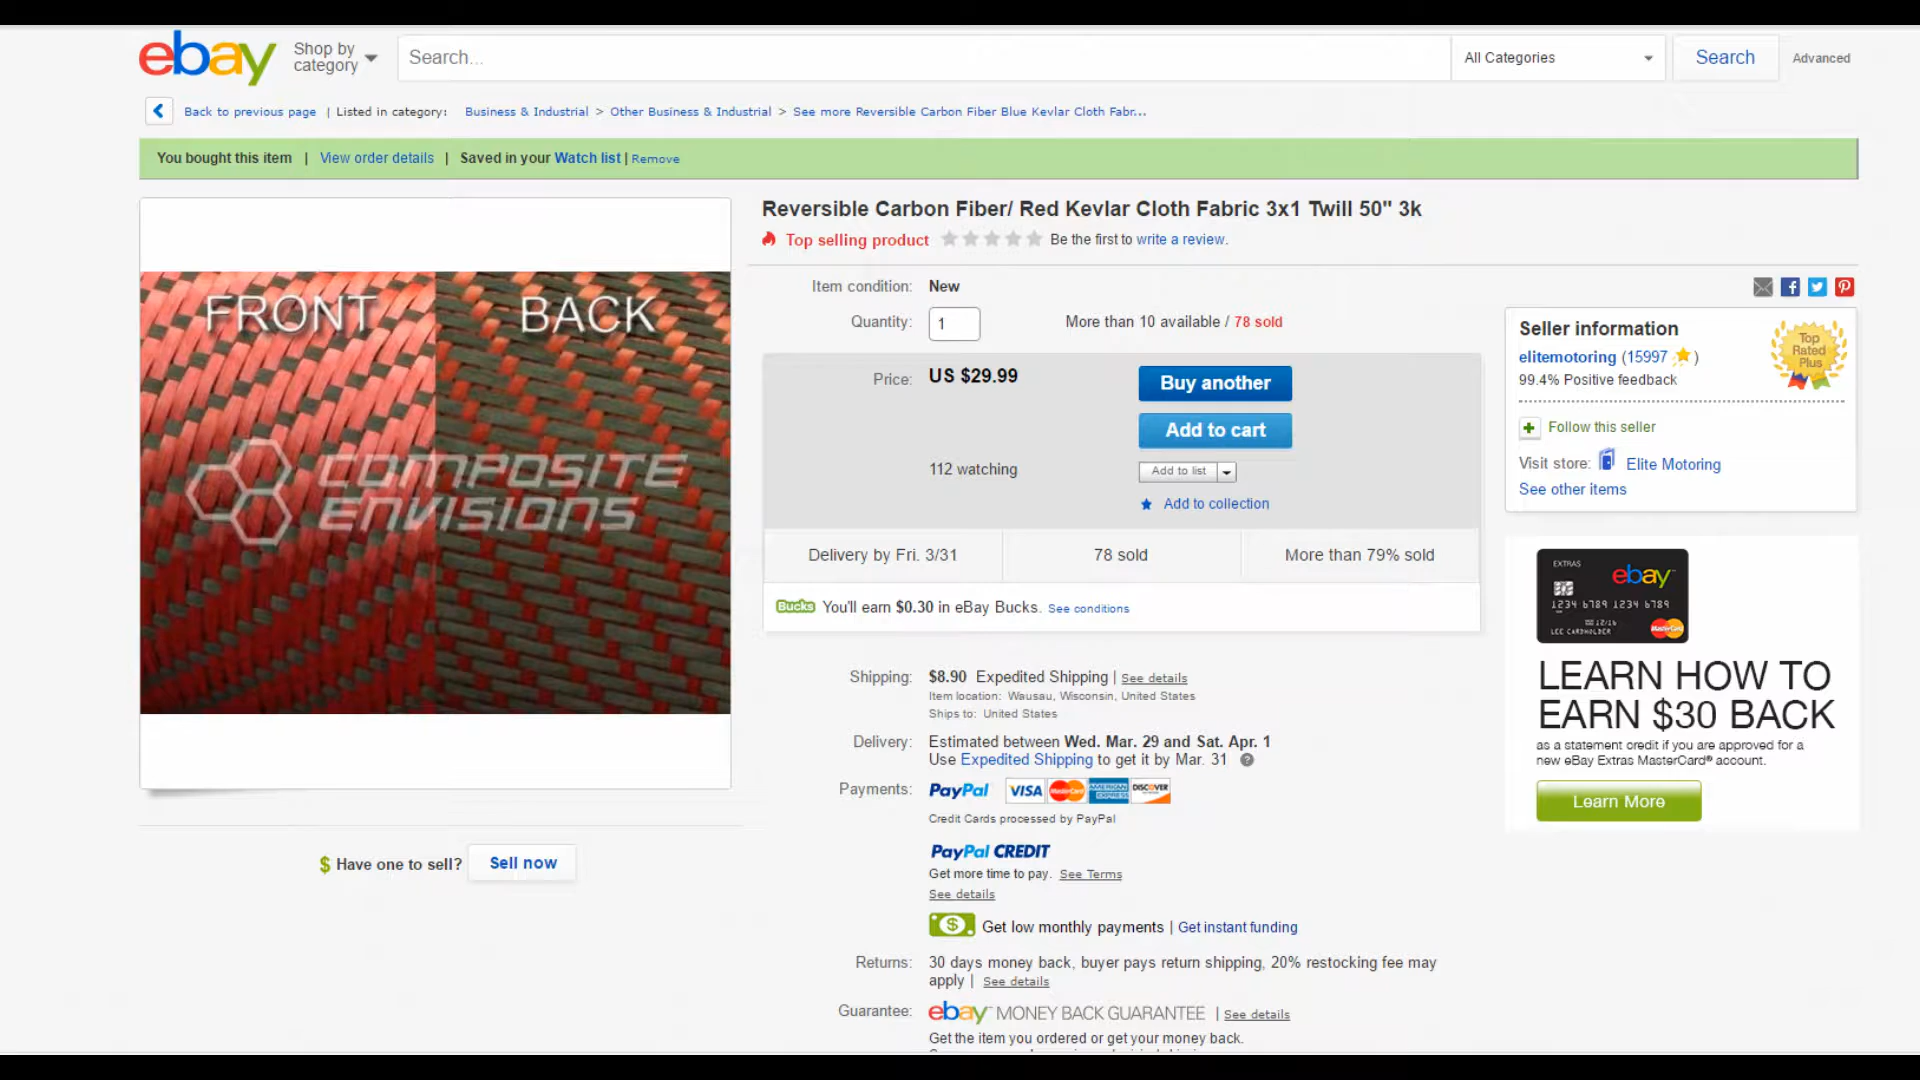 ebay
Shop by
category
Search...
All Categories
Search
Advanced
Back to previous page | Listed in category: Business & Industrial > Other Business & Industrial > See more Reversible Carbon Fiber Blue Kevlar Cloth Fabr...
You bought this item | View order details | Saved in your Watch list | Remove
FRONT
BACK
COMPOSITE
ENVISIONS
$ Have one to sell? Sell now
Reversible Carbon Fiber/ Red Kevlar Cloth Fabric 3x1 Twill 50" 3k
Top selling product Be the first to write a review.
Item condition: New
Quantity: 1 More than 10 available / 78 sold
Price: US $29.99
Buy another
Add to cart
112 watching
Add to list
Add to collection
Delivery by Fri. 3/31 78 sold More than 79% sold
Bucks You'll earn $0.30 in eBay Bucks. See conditions
Shipping: $8.90 Expedited Shipping | See details
Item location: Wausau, Wisconsin, United States
Ships to: United States
Delivery: Estimated between Wed. Mar. 29 and Sat. Apr. 1
Use Expedited Shipping to get it by Mar. 31 ?
Payments: PayPal VISA MasterCard AMERICAN EXPRESS DISCOVER
Credit Cards processed by PayPal
PayPal CREDIT
Get more time to pay. See Terms
See details
$ Get low monthly payments | Get instant funding
Returns: 30 days money back, buyer pays return shipping, 20% restocking fee may
apply | See details
Guarantee: ebay™ MONEY BACK GUARANTEE | See details
Get the item you ordered or get your money back.
Seller information
elitemotoring (15997 )
99.4% Positive feedback
Top
Rated
Plus
Follow this seller
Visit store: Elite Motoring
See other items
EXTRAS
ebay™
1234 6789 1234 6789
12/16
LEE CARDHOLDER
MasterCard
LEARN HOW TO
EARN $30 BACK
as a statement credit if you are approved for a
new eBay Extras MasterCard® account.
Learn More